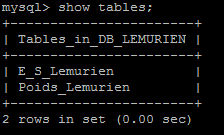 mysql> show tables;
+------------------------+
| Tables_in_DB_LEMURIEN |
+------------------------+
| E_S_Lemurien |
| Poids_Lemurien |
+------------------------+
2 rows in set (0.00 sec)